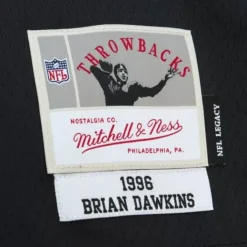 THROWBACKS
NFL
NOSTALGIA CO.
Mitchell & Ness
PHILADELPHIA, PA.
NFL LEGACY
1996
BRIAN DAWKINS